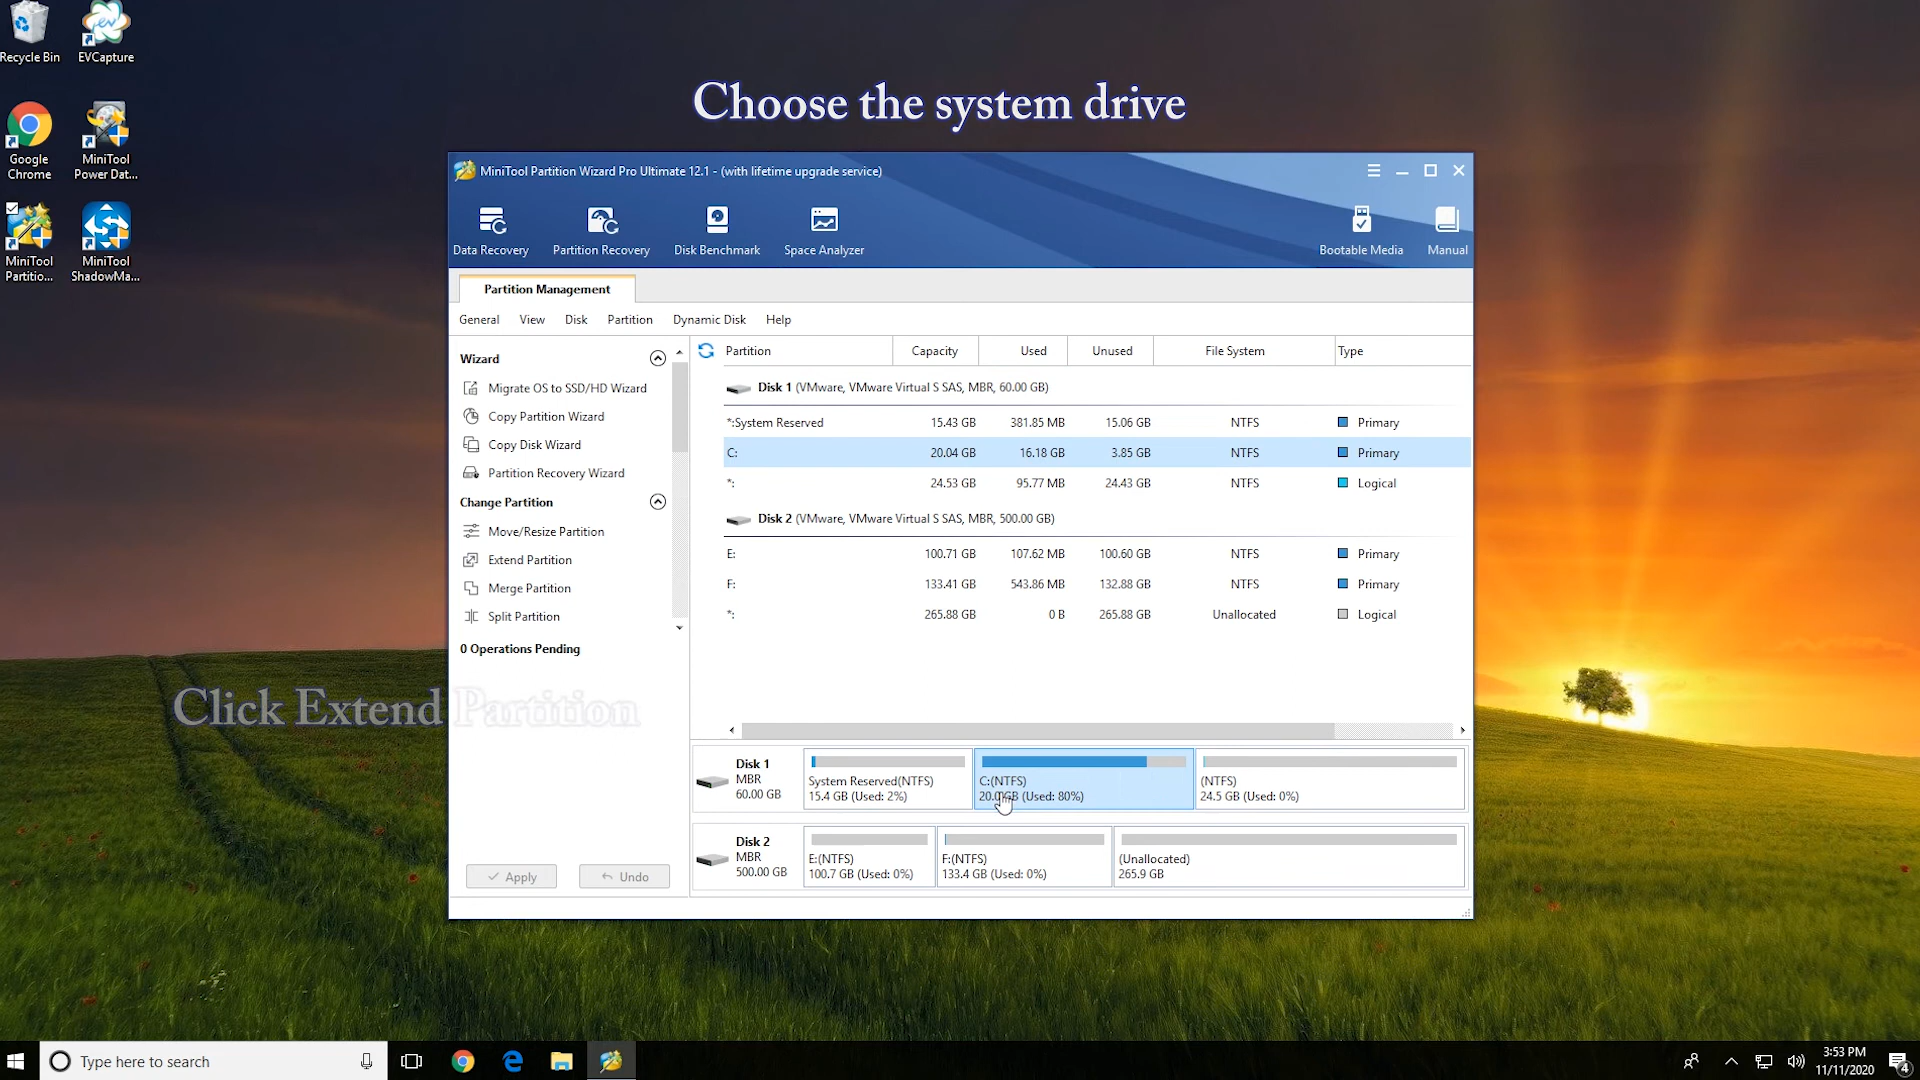 Recycle Bin
EVCapture
Google
Chrome
MiniTool
Power Dat...
MiniTool
Partitio...
MiniTool
ShadowMa...
Choose the system drive
MiniTool Partition Wizard Pro Ultimate 12.1 - (with lifetime upgrade service)
Data Recovery
Partition Recovery
Disk Benchmark
Space Analyzer
Bootable Media
Manual
Partition Management
General View Disk Partition Dynamic Disk Help
Wizard
Migrate OS to SSD/HD Wizard
Copy Partition Wizard
Copy Disk Wizard
Partition Recovery Wizard
Change Partition
Move/Resize Partition
Extend Partition
Merge Partition
Split Partition
0 Operations Pending
Click Extend Partition
Apply
Undo
Partition Capacity Used Unused File System Type
Disk 1 (VMware, VMware Virtual S SAS, MBR, 60.00 GB)
*:System Reserved 15.43 GB 381.85 MB 15.06 GB NTFS Primary
C: 20.04 GB 16.18 GB 3.85 GB NTFS Primary
*: 24.53 GB 95.77 MB 24.43 GB NTFS Logical
Disk 2 (VMware, VMware Virtual S SAS, MBR, 500.00 GB)
E: 100.71 GB 107.62 MB 100.60 GB NTFS Primary
F: 133.41 GB 543.86 MB 132.88 GB NTFS Primary
*: 265.88 GB 0 B 265.88 GB Unallocated Logical
Disk 1
MBR
60.00 GB
System Reserved(NTFS)
15.4 GB (Used: 2%)
C:(NTFS)
20.0 GB (Used: 80%)
(NTFS)
24.5 GB (Used: 0%)
Disk 2
MBR
500.00 GB
E:(NTFS)
100.7 GB (Used: 0%)
F:(NTFS)
133.4 GB (Used: 0%)
(Unallocated)
265.9 GB
Type here to search
3:53 PM
11/11/2020
4